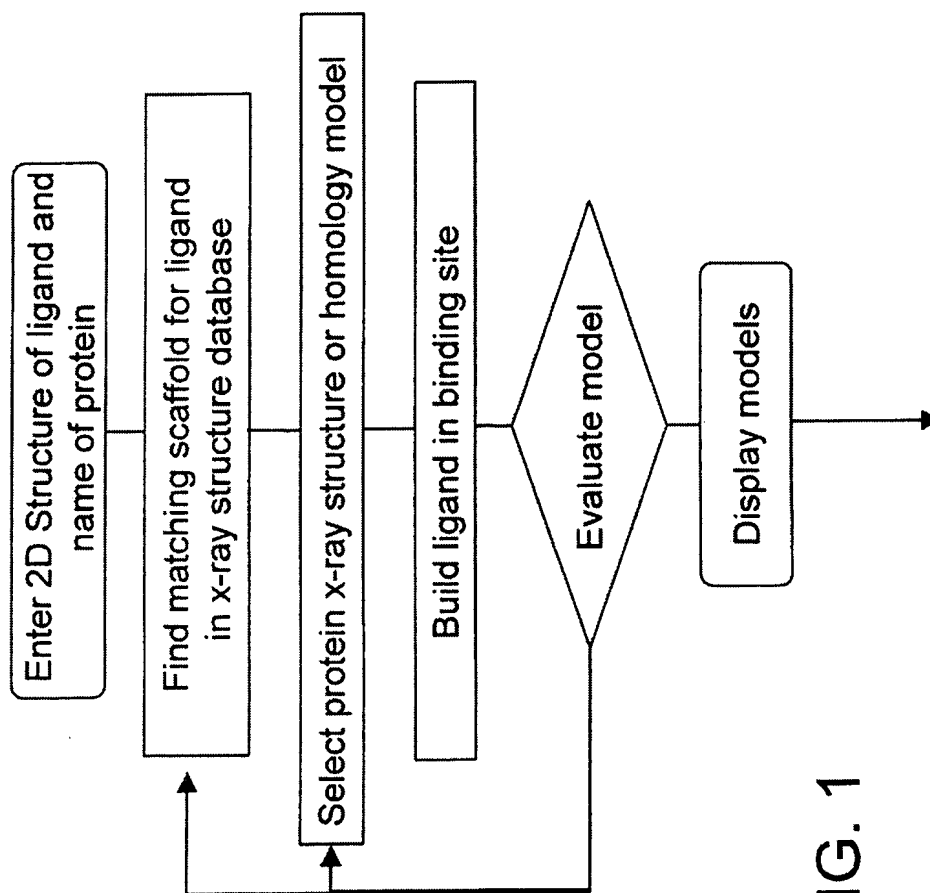 Enter 2D Structure of ligand and
name of protein
Find matching scaffold for ligand
in x-ray structure database
Select protein x-ray structure or homology model
Build ligand in binding site
Evaluate model
Display models
IG. 1